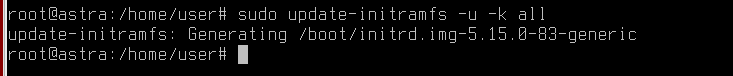 root@astra:/home/user# sudo update-initramfs -u -k all
update-initramfs: Generating /boot/initrd.img-5.15.0-83-generic
root@astra:/home/user#